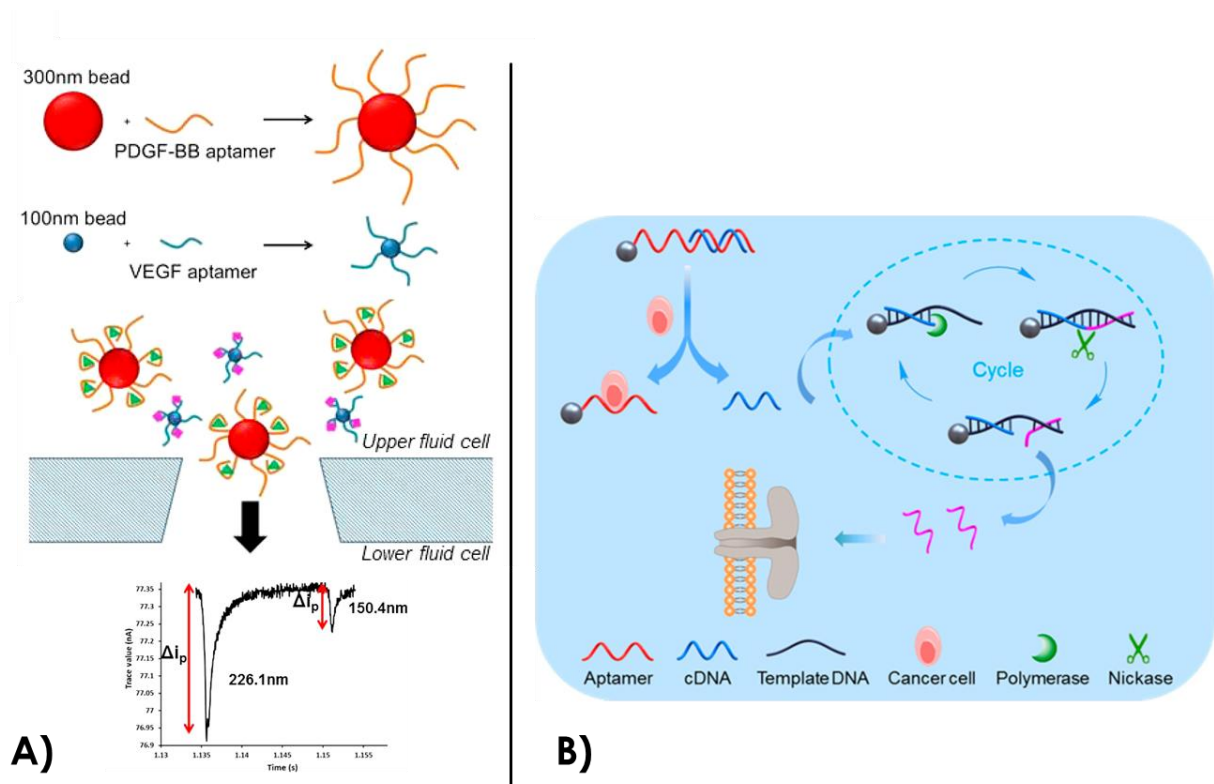 300nm bead
+
PDGF-BB aptamer
100nm bead
+
VEGF aptamer
Upper fluid cell
Lower fluid cell
Trace value (nA)
77.35
77.3
77.25
77.2
77.15
77.1
77.05
77
76.95
76.9
Δip
226.1nm
Δip
150.4nm
1.13 1.135 1.14 1.145 1.15 1.155
Time (s)
A)
Cycle
Aptamer cDNA Template DNA Cancer cell Polymerase Nickase
B)